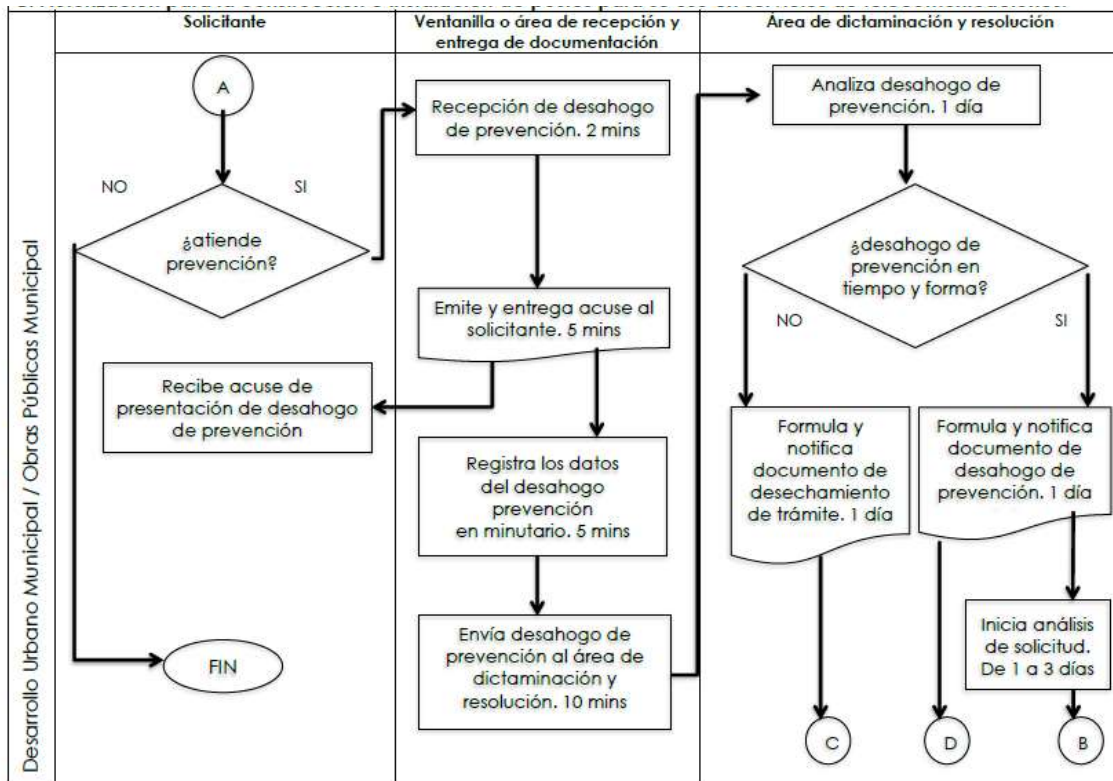 Solicitante
Ventanilla o área de recepción y
entrega de documentación
Área de dictaminación y resolución
Desarrollo Urbano Municipal / Obras Públicas Municipal
A
NO
SI
¿atiende
prevención?
Recibe acuse de
presentación de desahogo
de prevención
FIN
Recepción de desahogo
de prevención. 2 mins
Emite y entrega acuse al
solicitante. 5 mins
Registra los datos
del desahogo
prevención
en minutario. 5 mins
Envía desahogo de
prevención al área de
dictaminación y
resolución. 10 mins
Analiza desahogo de
prevención. 1 día
¿desahogo de
prevención en
tiempo y forma?
NO
SI
Formula y
notifica
documento de
desechamiento
de trámite. 1 día
Formula y notifica
documento de
desahogo de
prevención. 1 día
Inicia análisis
de solicitud.
De 1 a 3 días
C
D
B